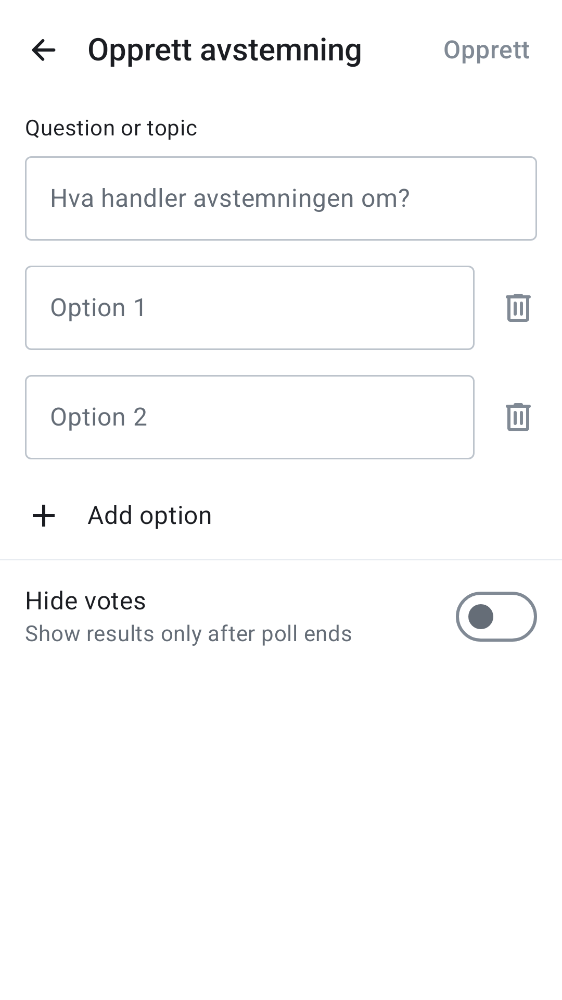 Opprett avstemning
Opprett
Question or topic
Hva handler avstemningen om?
Option 1
Option 2
Add option
Hide votes
Show results only after poll ends